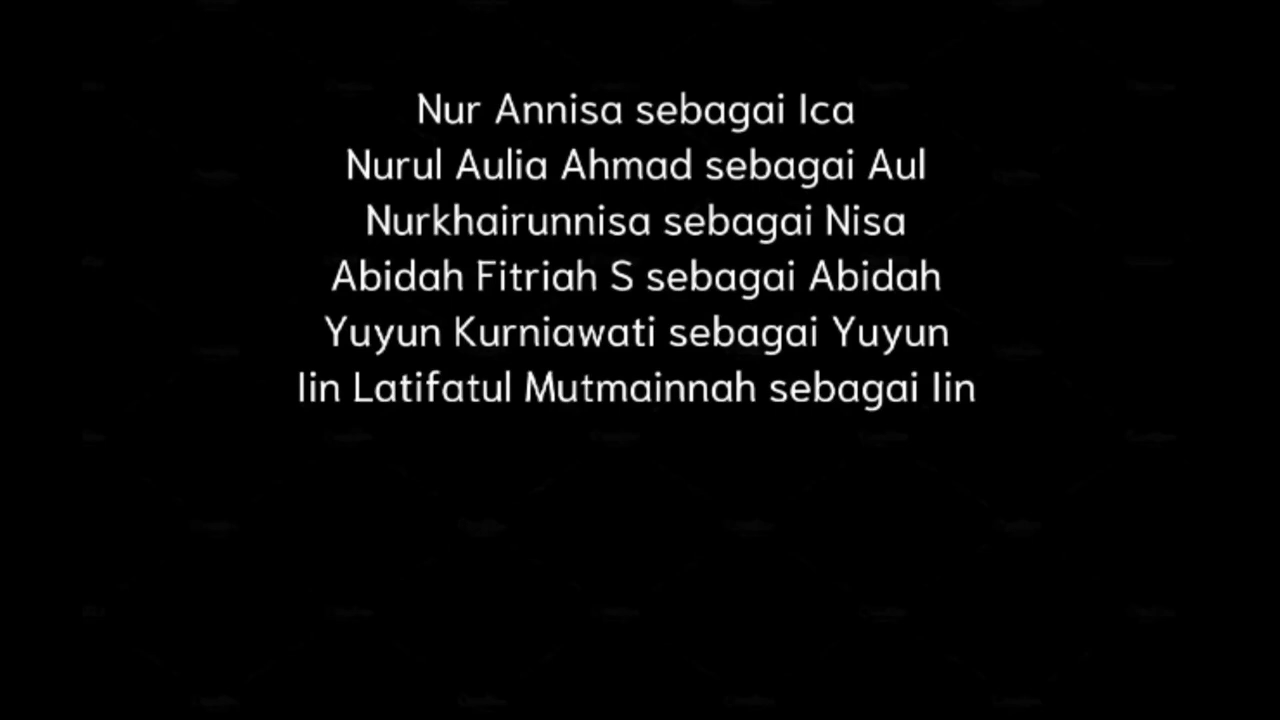 Nur Annisa sebagai Ica
Nurul Aulia Ahmad sebagai Aul
Nurkhairunnisa sebagai Nisa
Abidah Fitriah S sebagai Abidah
Yuyun Kurniawati sebagai Yuyun
Iin Latifatul Mutmainnah sebagai Iin